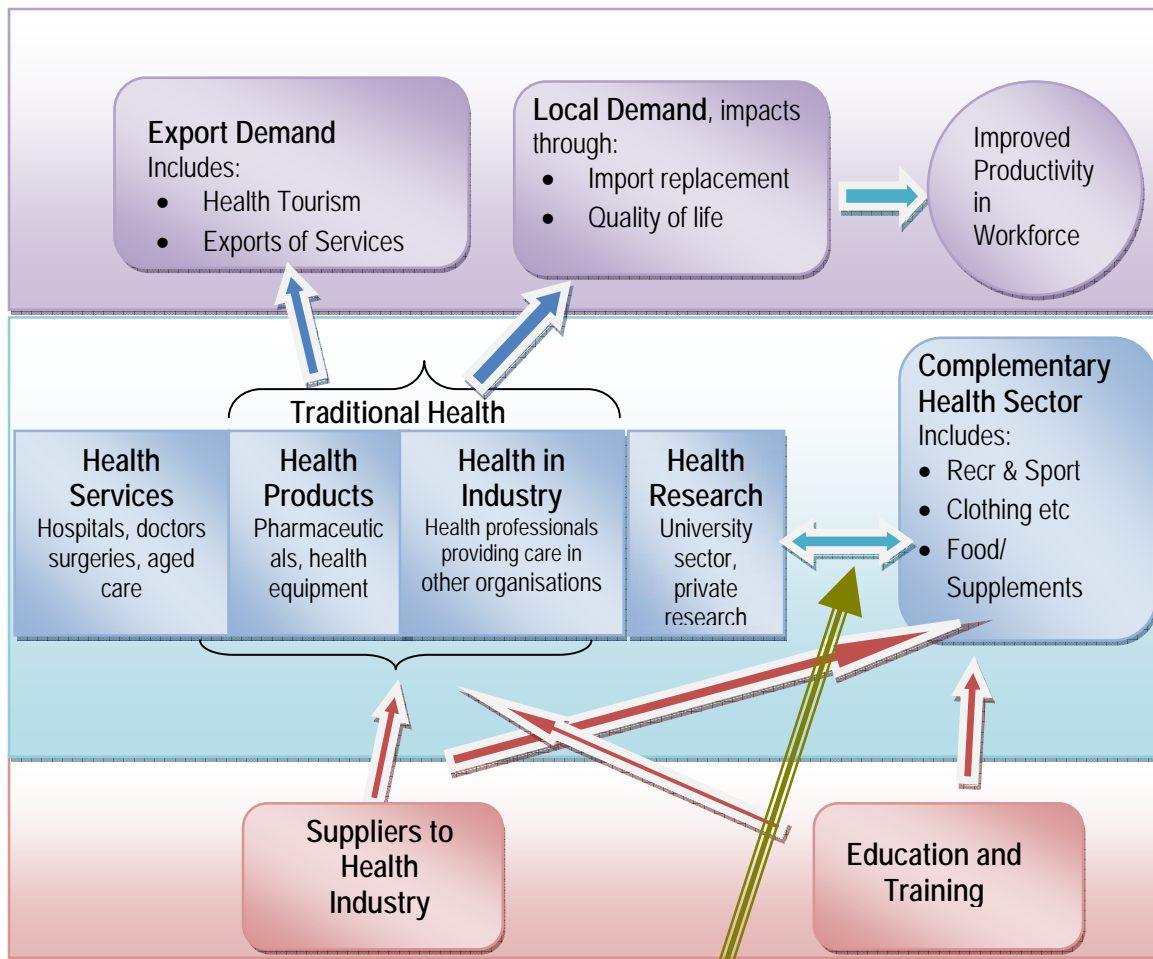 Export Demand
Includes:
• Health Tourism
• Exports of Services
Local Demand, impacts
through:
• Import replacement
• Quality of life
Improved
Productivity
in
Workforce
Traditional Health
Health
Services
Hospitals, doctors
surgeries, aged
care
Health
Products
Pharmaceutic
als, health
equipment
Health in
Industry
Health professionals
providing care in
other organisations
Health
Research
University
sector,
private
research
Complementary
Health Sector
Includes:
• Recr & Sport
• Clothing etc
• Food/
Supplements
Suppliers to
Health
Industry
Education and
Training